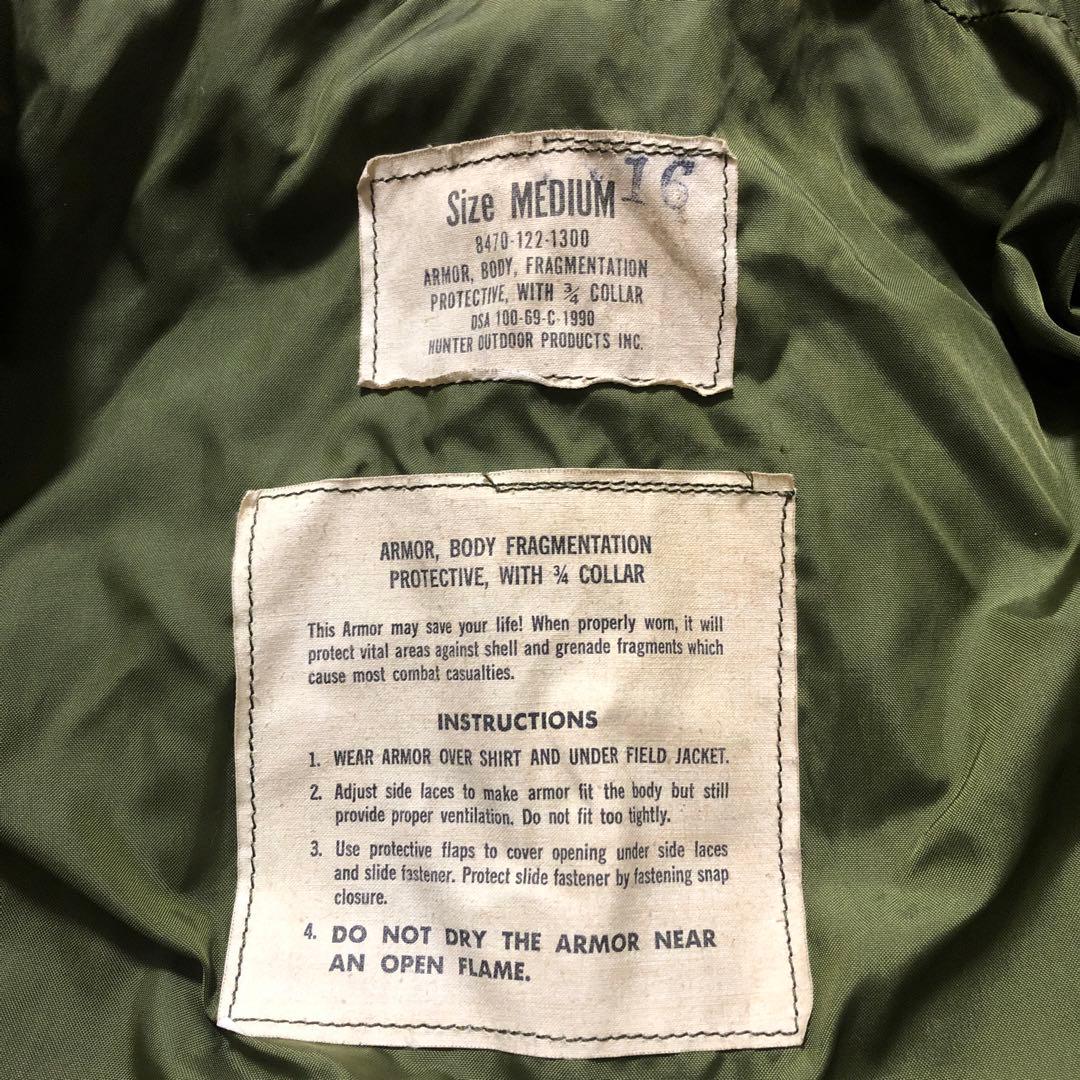 16
Size MEDIUM
8470-122-1300
ARMOR, BODY, FRAGMENTATION
PROTECTIVE, WITH ¾ COLLAR
DSA 100-69-C-1990
HUNTER OUTDOOR PRODUCTS INC.
ARMOR, BODY FRAGMENTATION
PROTECTIVE, WITH ¾ COLLAR
This Armor may save your life! When properly worn, it will
protect vital areas against shell and grenade fragments which
cause most combat casualties.
INSTRUCTIONS
1. WEAR ARMOR OVER SHIRT AND UNDER FIELD JACKET.
2. Adjust side laces to make armor fit the body but still
provide proper ventilation. Do not fit too tightly.
3. Use protective flaps to cover opening under side laces
and slide fastener. Protect slide fastener by fastening snap
closure.
4. DO NOT DRY THE ARMOR NEAR
AN OPEN FLAME.